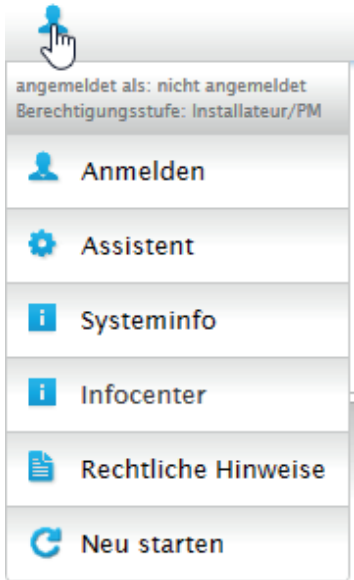 angemeldet als: nicht angemeldet
Berechtigungsstufe: Installateur/PM
Anmelden
Assistent
Systeminfo
Infocenter
Rechtliche Hinweise
Neu starten